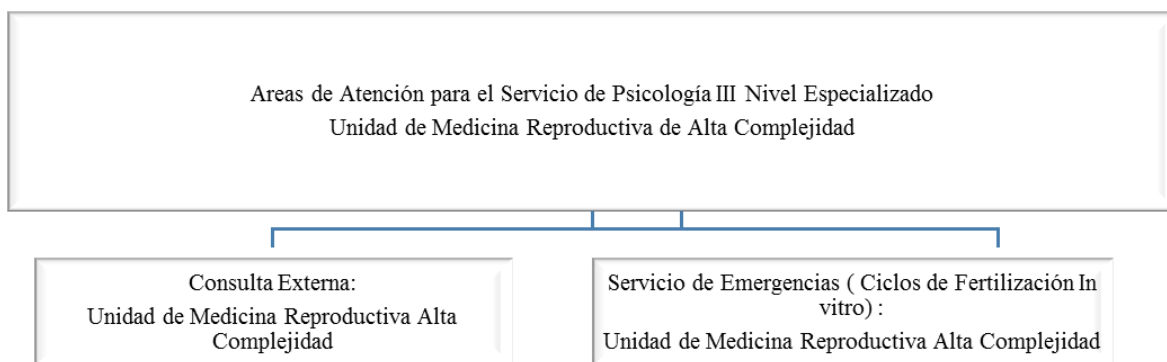 Areas de Atención para el Servicio de Psicología III Nivel Especializado
Unidad de Medicina Reproductiva de Alta Complejidad
Consulta Externa:
Unidad de Medicina Reproductiva Alta
Complejidad
Servicio de Emergencias ( Ciclos de Fertilización In
vitro) :
Unidad de Medicina Reproductiva Alta Complejidad